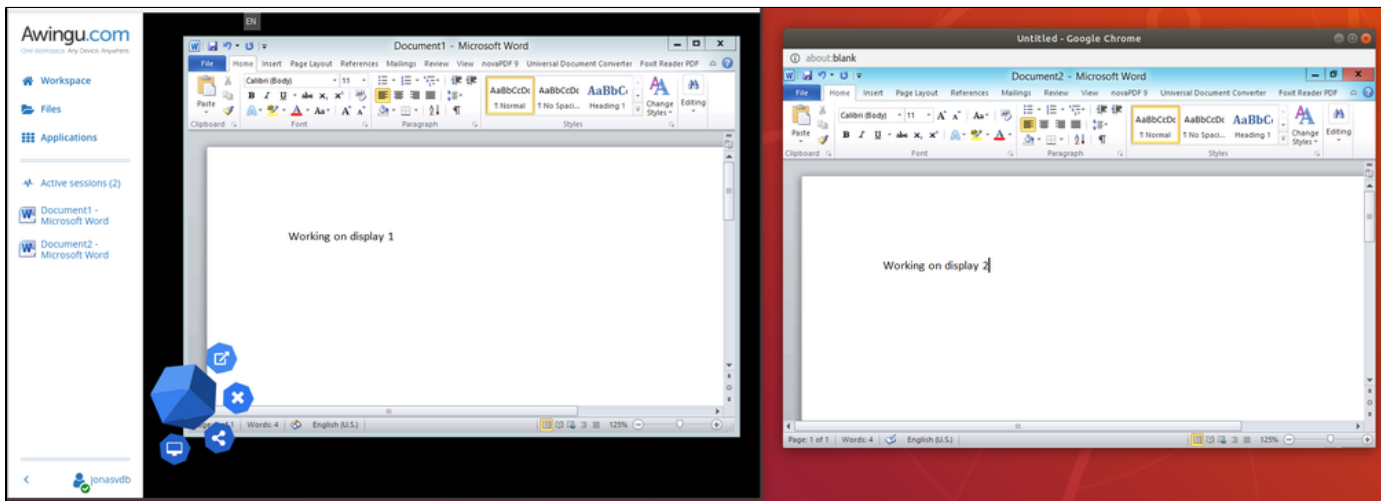 Awingu.com
One Workspace. Any Device. Anywhere.
Workspace
Files
Applications
Active sessions (2)
Document1 -
Microsoft Word
Document2 -
Microsoft Word
jonasvdb
EN
Document1 - Microsoft Word
File Home Insert Page Layout References Mailings Review View novaPDF 9 Universal Document Converter Foxit Reader PDF
Calibri (Body) 11
Paste
B I U abc x, x'
A Aa A A
AaBbCcDc AaBbCcDc AaBbC
¶ Normal ¶ No Spaci... Heading 1
Change
Styles
Editing
Clipboard Font Paragraph Styles
Working on display 1
Words: 4 English (U.S.) 125%
Untitled - Google Chrome
about:blank
Document2 - Microsoft Word
File Home Insert Page Layout References Mailings Review View novaPDF 9 Universal Document Converter Foxit Reader PDF
Calibri (Body) 11 A A Aa
Paste
B I U abc x, x' A A
AaBbCcDc AaBbCcDc AaBbC
¶ Normal ¶ No Spaci... Heading 1
Change
Styles
Editing
Clipboard Font Paragraph Styles
Working on display 2
Page: 1 of 1 Words: 4 English (U.S.) 125%